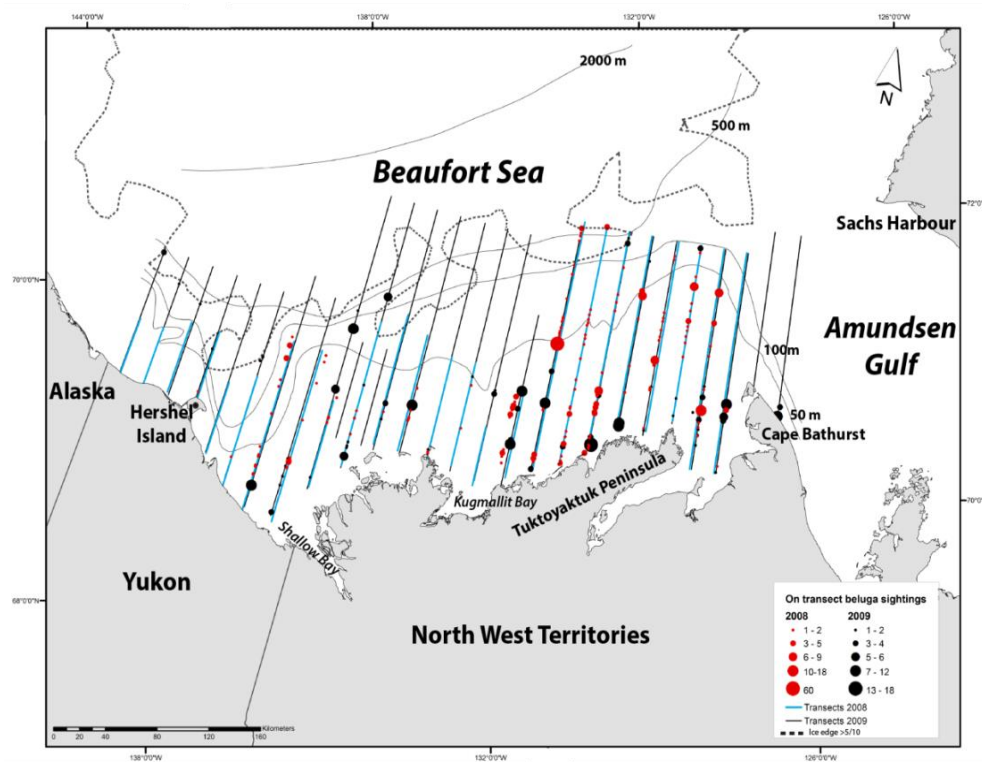 144°0'0"W 138°0'0"W 132°0'0"W 126°0'0"W
2000 m
N
500 m
Beaufort Sea
72°0'0
Sachs Harbour
70°0'0"N
Amundsen
Gulf
100m
Alaska
Hershel
Island
50 m
Cape Bathurst
Kugmallit Bay
Tuktoyaktuk Peninsula
70°0'0"N
Shallow Bay
Yukon
68°0'0"N
North West Territories
On transect beluga sightings
2008 2009
1 - 2 1 - 2
3 - 5 3 - 4
6 - 9 5 - 6
10-18 7 - 12
60 13 - 18
Transects 2008
Transects 2009
Ice edge >5/10
Kilometers
0 20 40 80 120 160
138°0'0"W 132°0'0"W 126°0'0"W